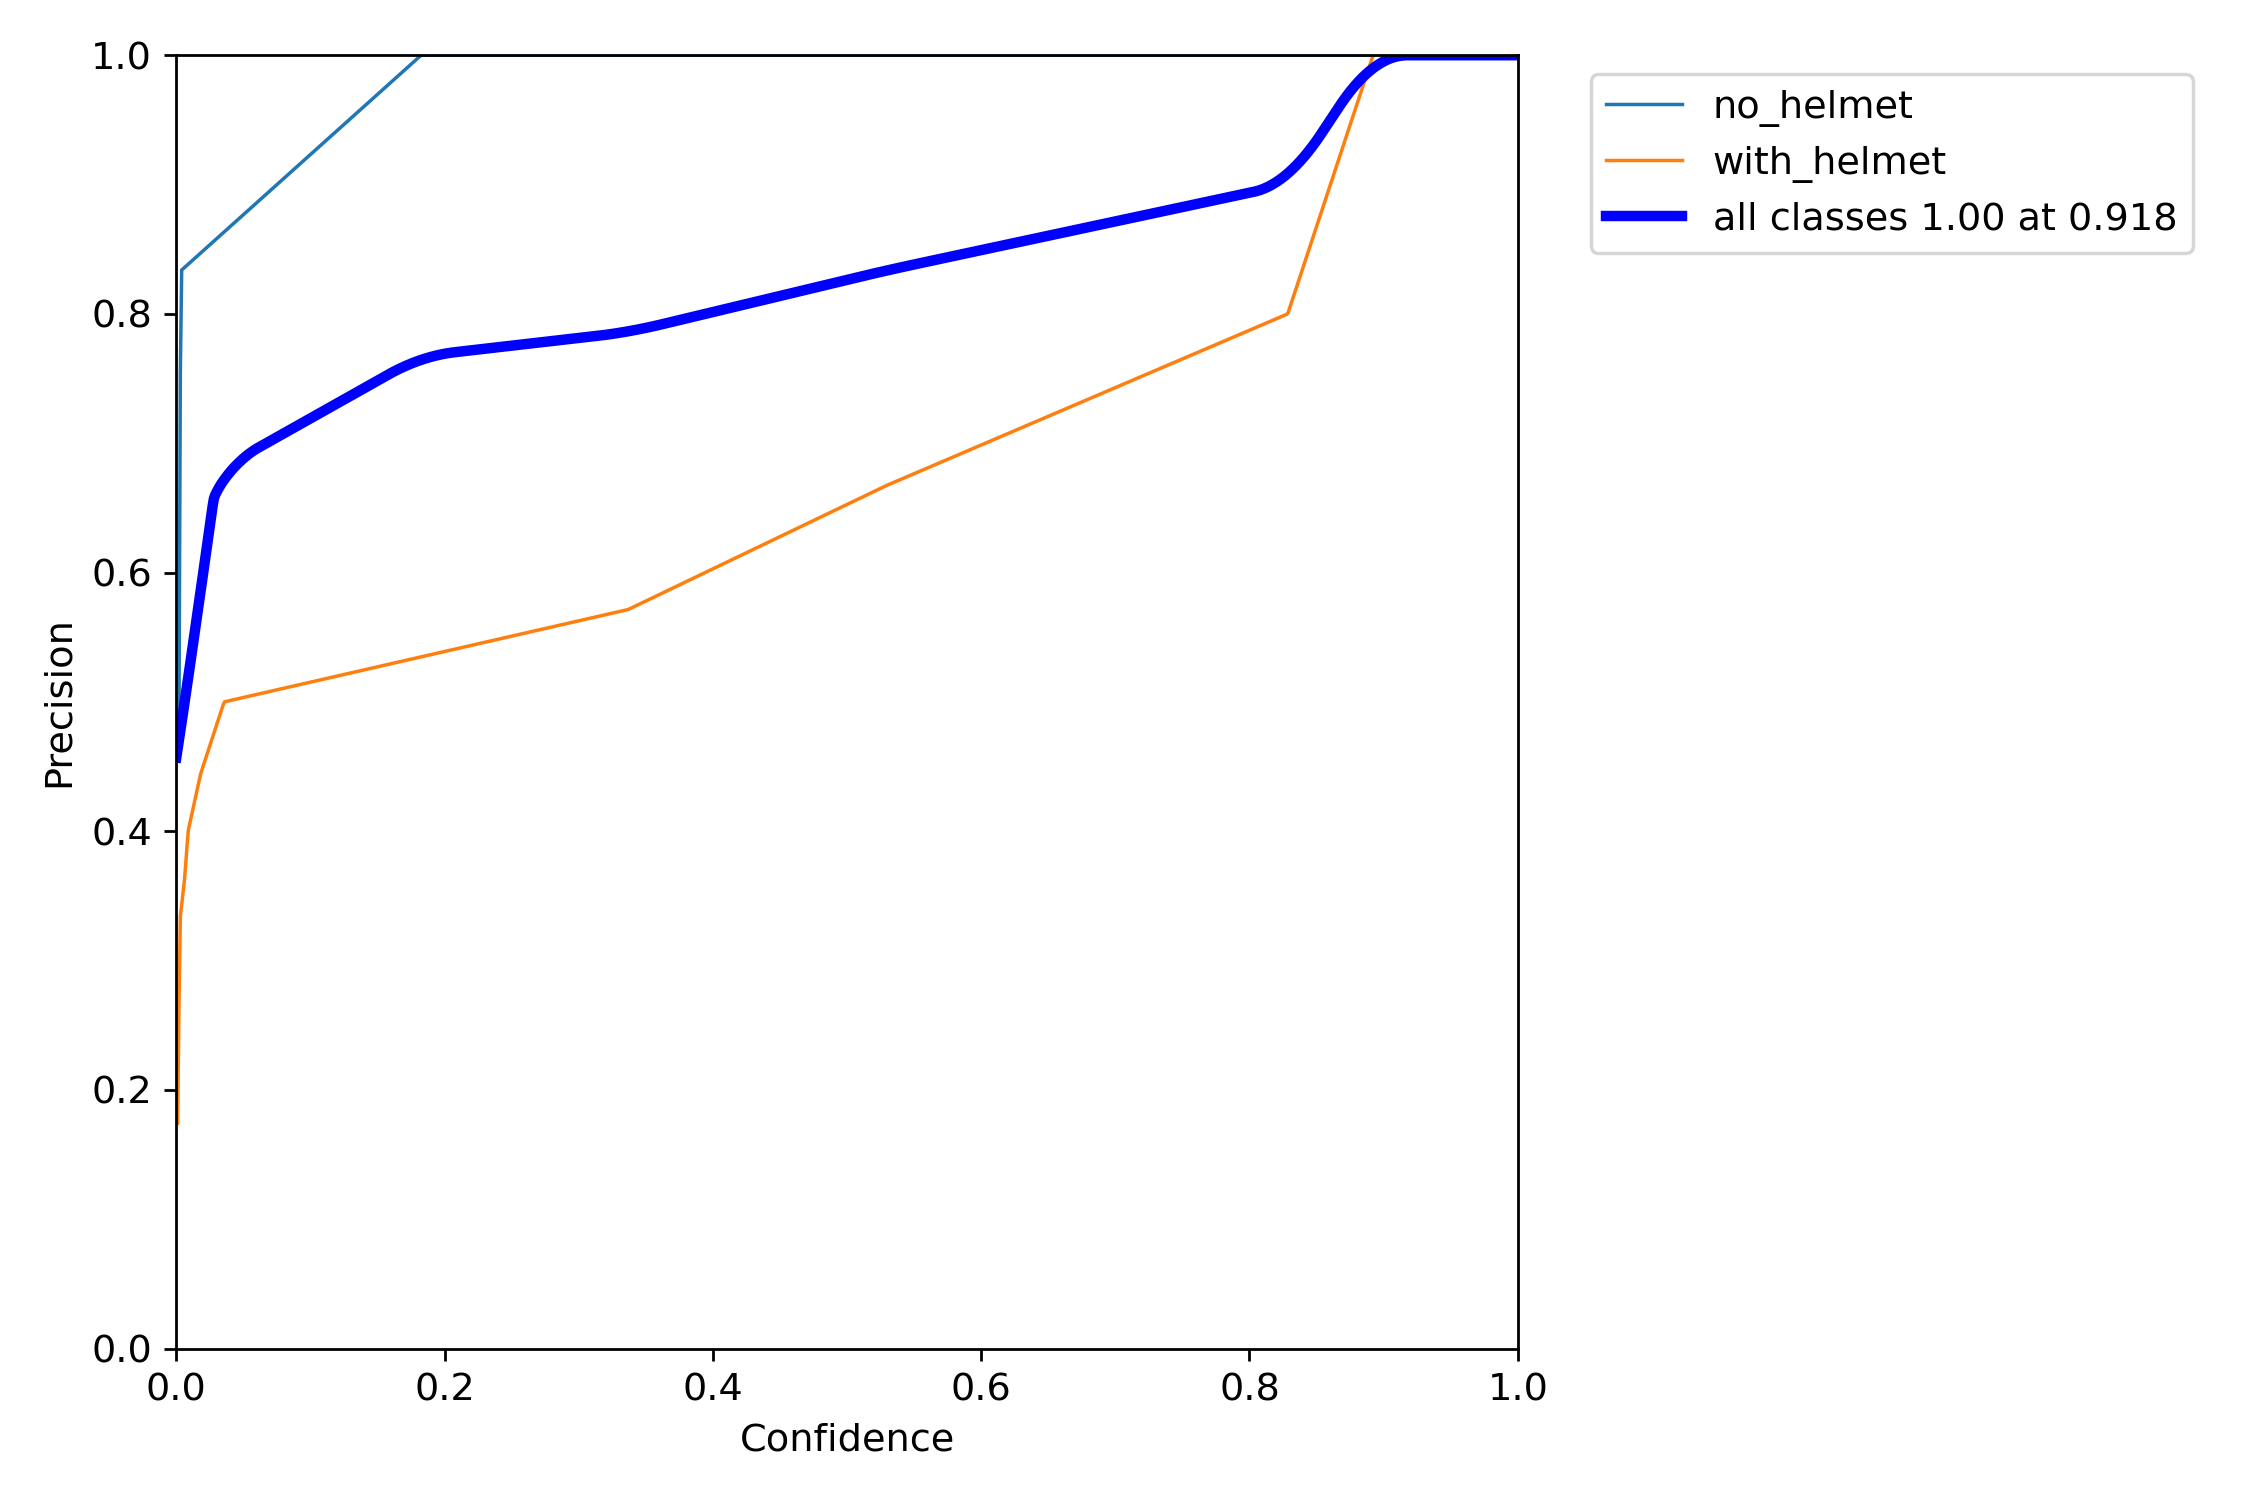 1.0
0.8
0.6
0.4
0.2
0.0
Precision
0.0 0.2 0.4 0.6 0.8 1.0
Confidence
no_helmet
with_helmet
all classes 1.00 at 0.918